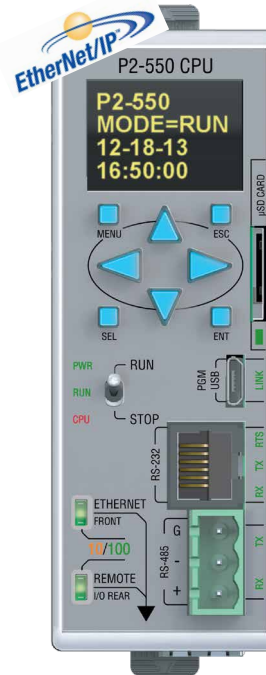 EtherNet/IP™
P2-550 CPU
P2-550
MODE=RUN
12-18-13
16:50:00
µSD CARD
MENU
ESC
SEL
ENT
PWR
RUN
CPU
RUN
STOP
PGM
USB
LINK
RS-232
RTS
TX
RX
ETHERNET
FRONT
10/100
REMOTE
I/O REAR
RS-485
G
-
+
TX
RX